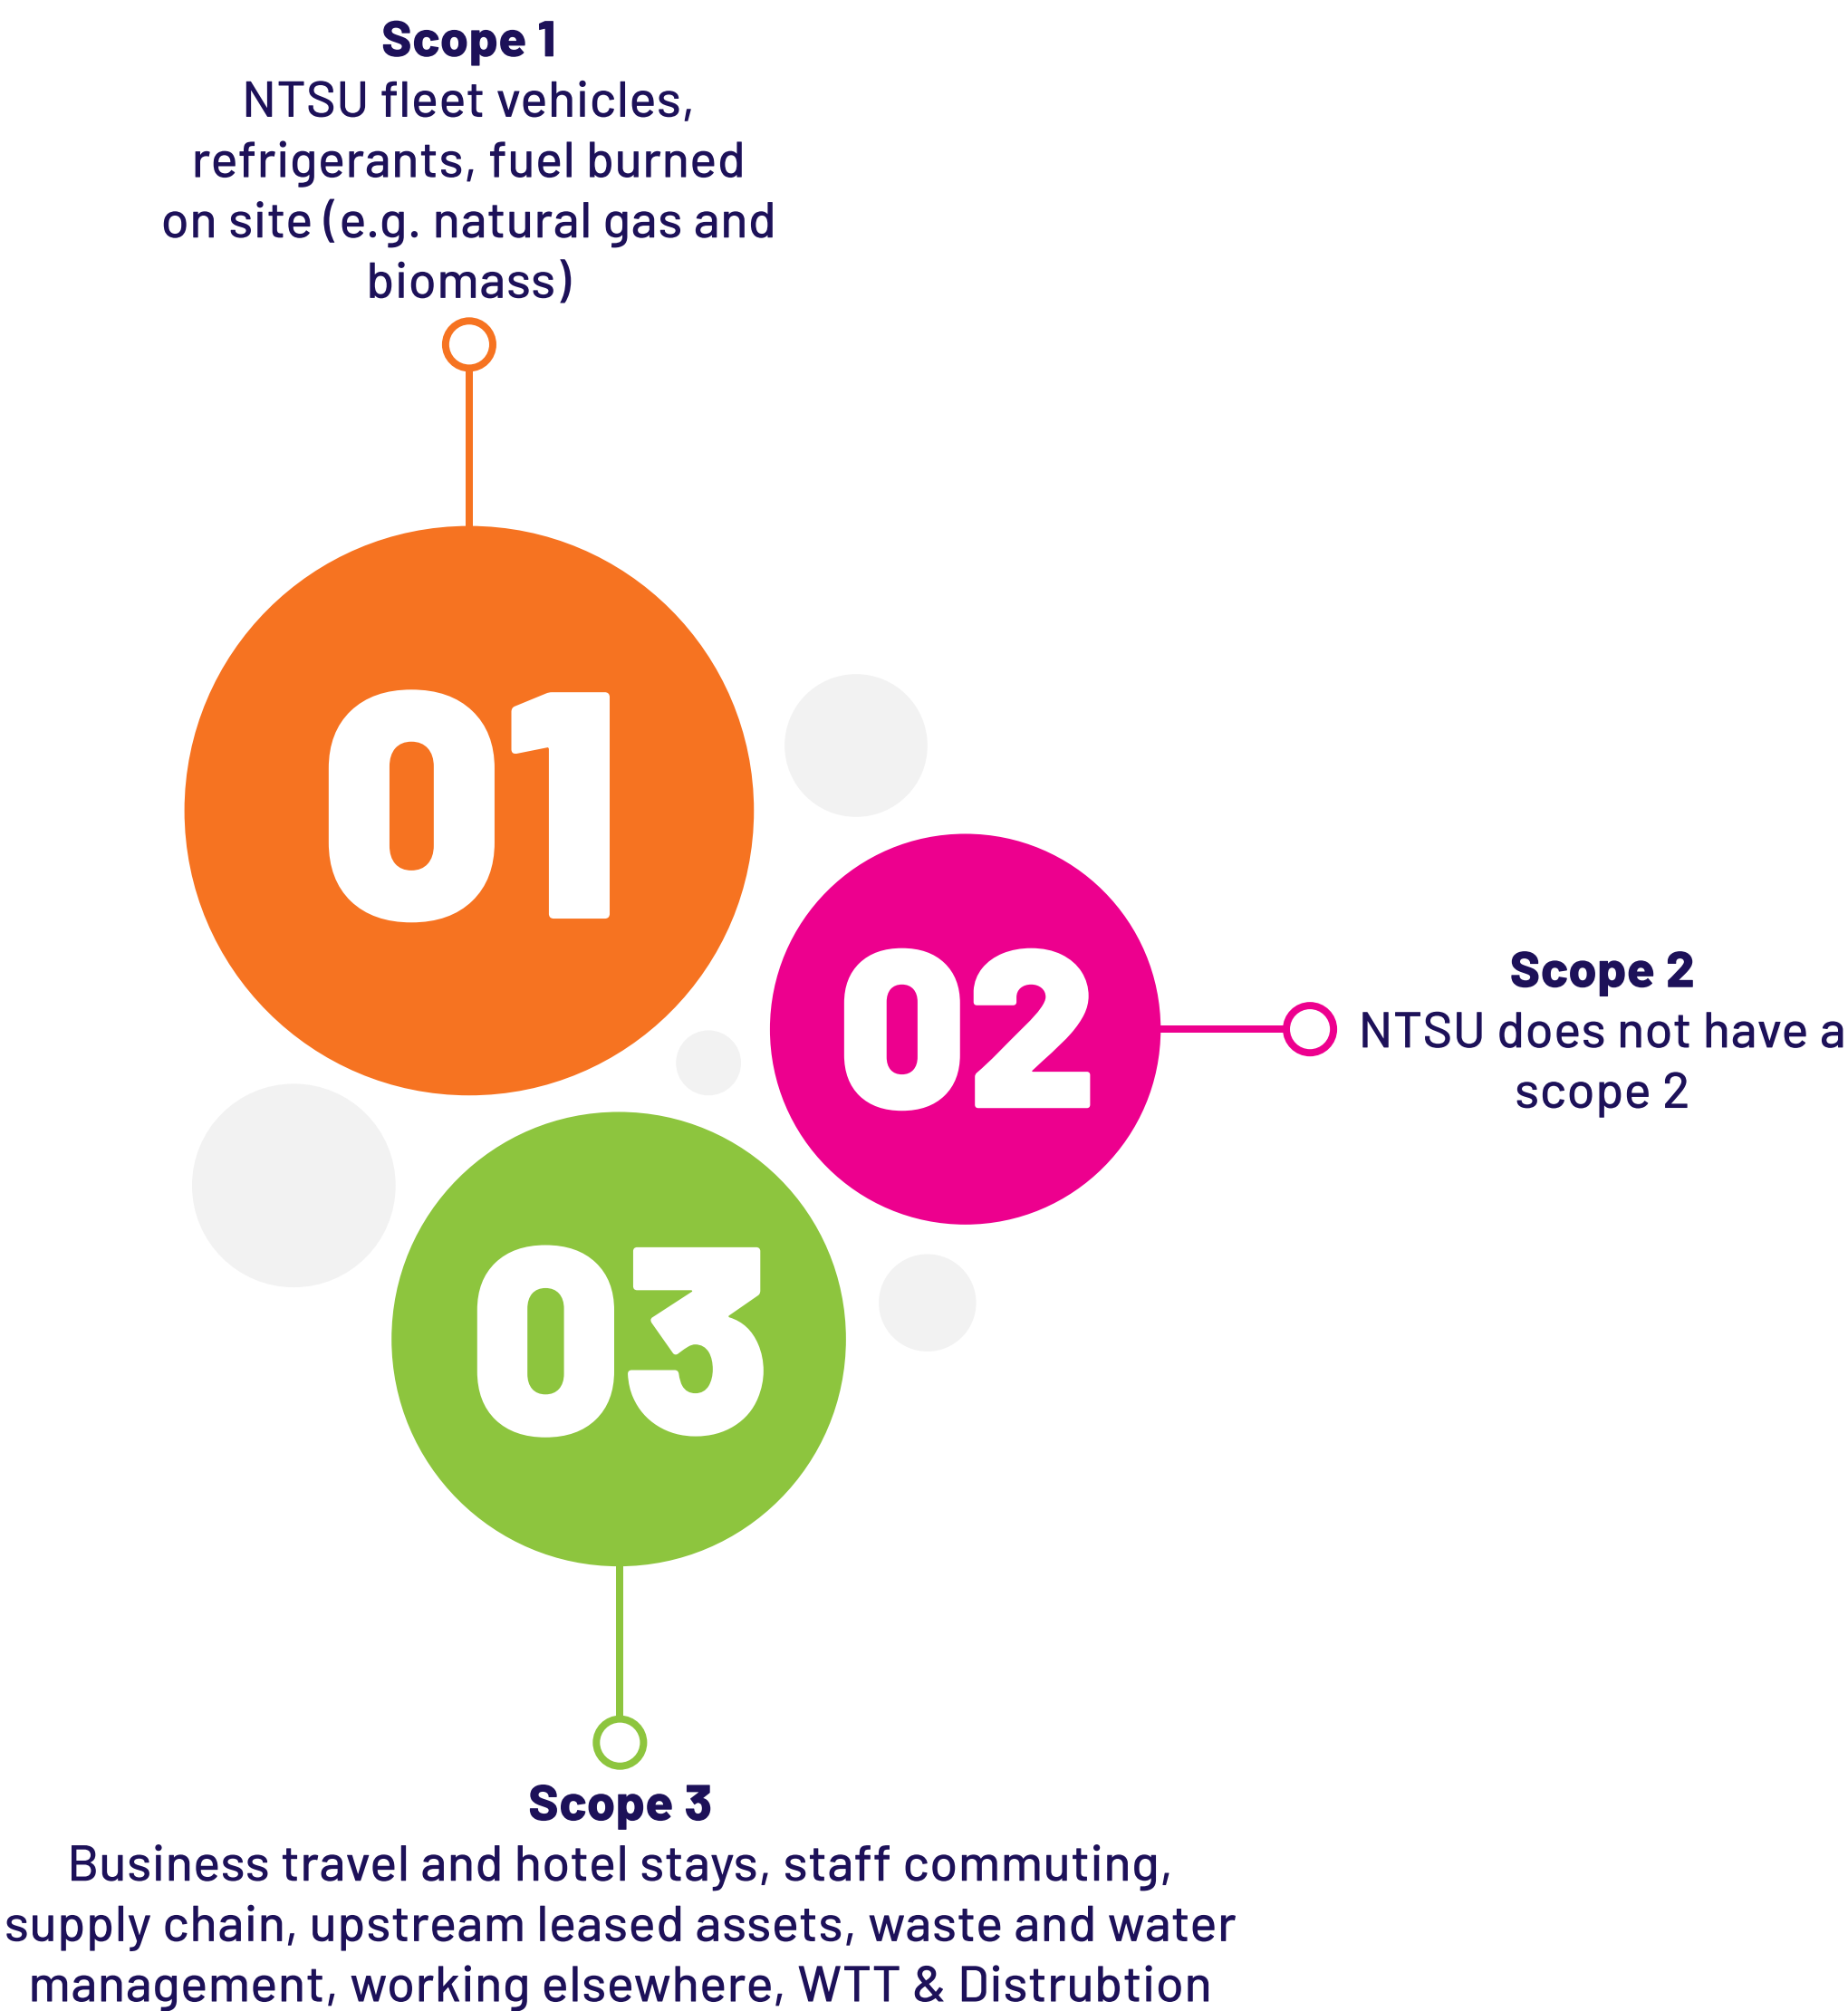 Scope 1
NTSU fleet vehicles,
refrigerants, fuel burned
on site (e.g. natural gas and
biomass)
01
02
Scope 2
NTSU does not have a
scope 2
03
Scope 3
Business travel and hotel stays, staff commuting,
supply chain, upstream leased assets, waste and water
management, working elsewhere, WTT & Distrubtion